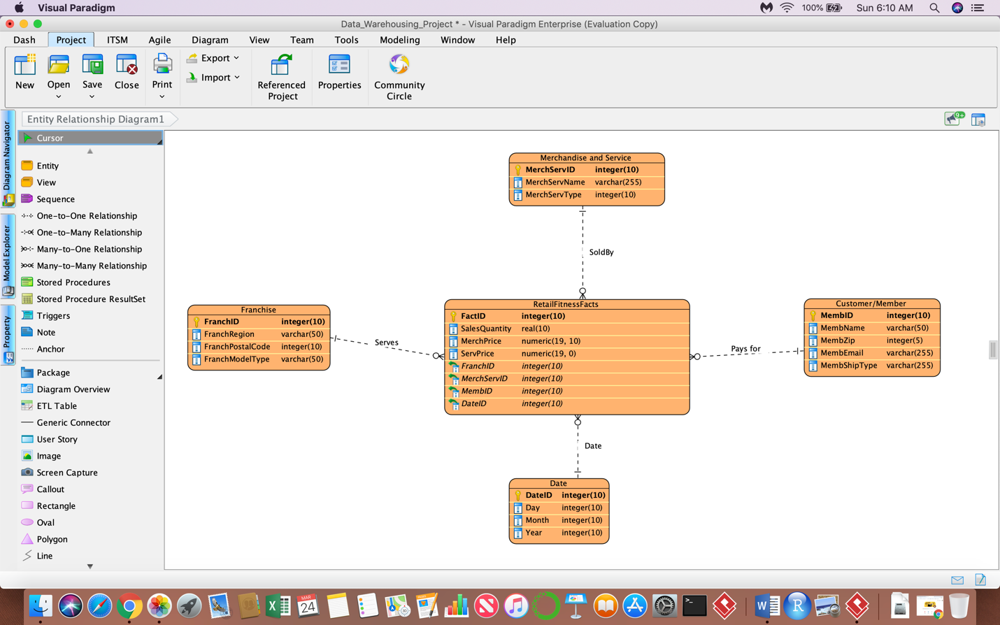 Visual Paradigm
100%
Sun 6:10 AM
Data_Warehousing_Project * - Visual Paradigm Enterprise (Evaluation Copy)
Dash Project ITSM Agile Diagram View Team Tools Modeling Window Help
New
Open
Save
Close
Print
Export
Import
Referenced
Project
Properties
Community
Circle
Entity Relationship Diagram1
9+
Diagram Navigator
Model Explorer
Property
Cursor
Entity
View
Sequence
One-to-One Relationship
One-to-Many Relationship
Many-to-One Relationship
Many-to-Many Relationship
Stored Procedures
Stored Procedure ResultSet
Triggers
Note
Anchor
Package
Diagram Overview
ETL Table
Generic Connector
User Story
Image
Screen Capture
Callout
Rectangle
Oval
Polygon
Line
Merchandise and Service
MerchServID integer(10)
MerchServName varchar(255)
MerchServType integer(10)
SoldBy
Franchise
FranchID integer(10)
FranchRegion varchar(50)
FranchPostalCode integer(10)
FranchModelType varchar(50)
Serves
RetailFitnessFacts
FactID integer(10)
SalesQuantity real(10)
MerchPrice numeric(19, 10)
ServPrice numeric(19, 0)
FranchID integer(10)
MerchServID integer(10)
MembID integer(10)
DateID integer(10)
Pays for
Customer/Member
MembID integer(10)
MembName varchar(50)
MembZip integer(5)
MembEmail varchar(255)
MembShipType varchar(255)
Date
Date
DateID integer(10)
Day integer(10)
Month integer(10)
Year integer(10)
MAR
24